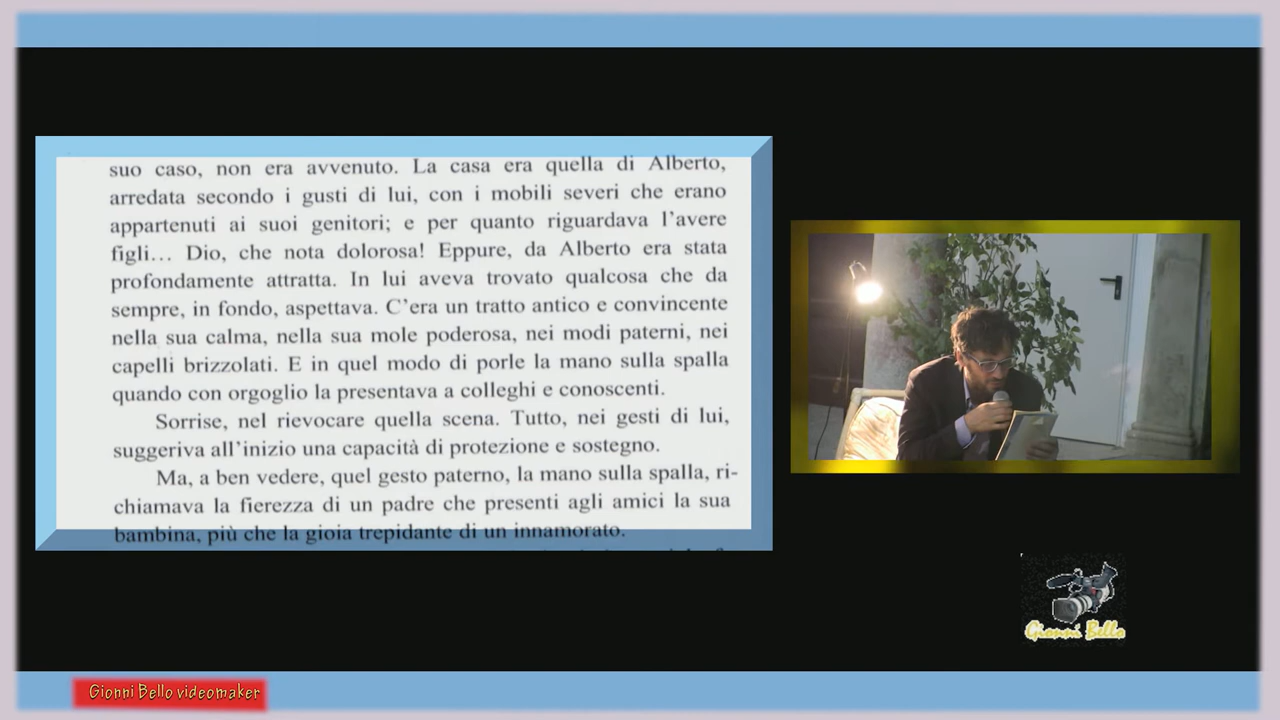 suo caso, non era avvenuto. La casa era quella di Alberto,
arredata secondo i gusti di lui, con i mobili severi che erano
appartenuti ai suoi genitori; e per quanto riguardava l'avere
figli… Dio, che nota dolorosa! Eppure, da Alberto era stata
profondamente attratta. In lui aveva trovato qualcosa che da
sempre, in fondo, aspettava. C'era un tratto antico e convincente
nella sua calma, nella sua mole poderosa, nei modi paterni, nei
capelli brizzolati. E in quel modo di porle la mano sulla spalla
quando con orgoglio la presentava a colleghi e conoscenti.
Sorrise, nel rievocare quella scena. Tutto, nei gesti di lui,
suggeriva all'inizio una capacità di protezione e sostegno.
Ma, a ben vedere, quel gesto paterno, la mano sulla spalla, ri-
chiamava la fierezza di un padre che presenti agli amici la sua
bambina, più che la gioia trepidante di un innamorato.
Gionni Bello
Gionni Bello videomaker